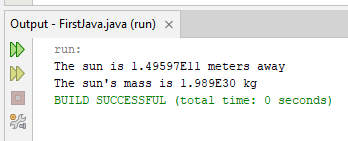 Output - FirstJava.java (run) ×
run:
The sun is 1.49597E11 meters away
The sun's mass is 1.989E30 kg
BUILD SUCCESSFUL (total time: 0 seconds)